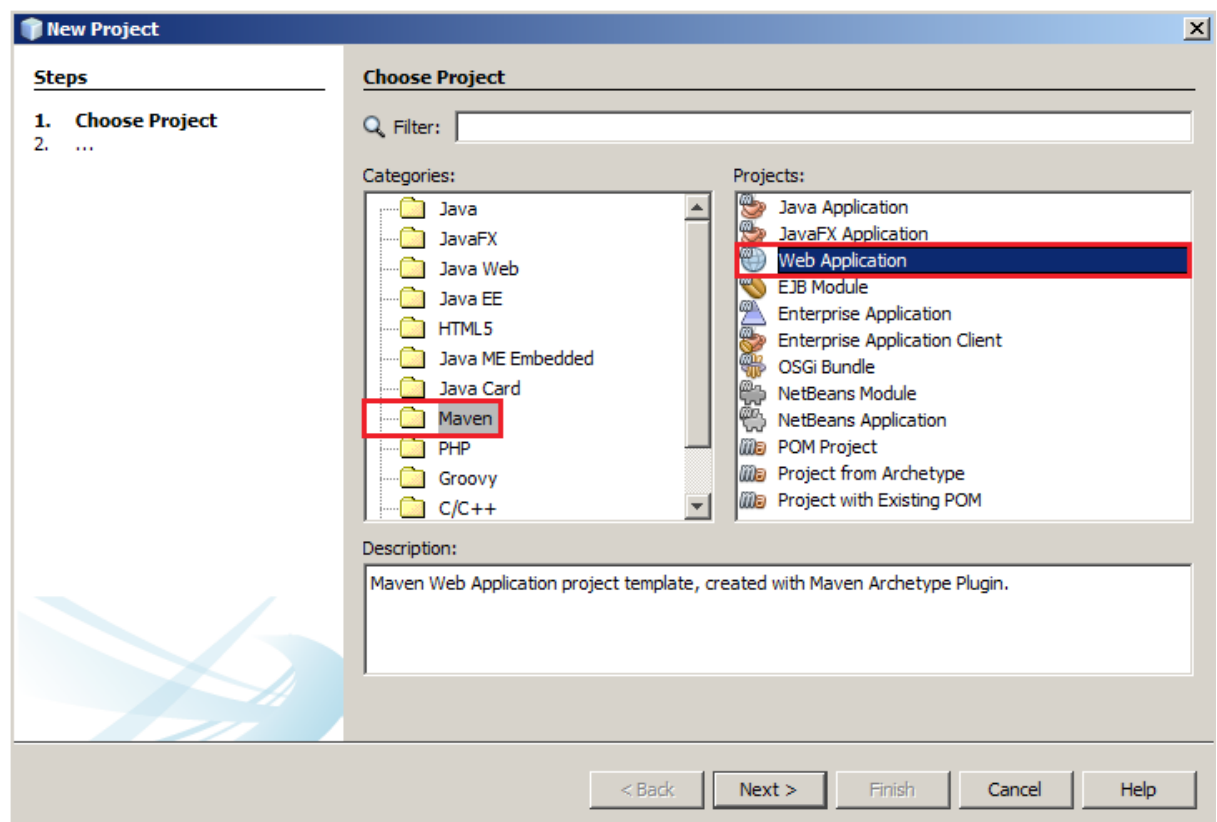 New Project
Steps
1. Choose Project
2. ...
Choose Project
Filter:
Categories:
Java
JavaFX
Java Web
Java EE
HTML5
Java ME Embedded
Java Card
Maven
PHP
Groovy
C/C++
Projects:
Java Application
JavaFX Application
Web Application
EJB Module
Enterprise Application
Enterprise Application Client
OSGi Bundle
NetBeans Module
NetBeans Application
POM Project
Project from Archetype
Project with Existing POM
Description:
Maven Web Application project template, created with Maven Archetype Plugin.
< Back
Next >
Finish
Cancel
Help